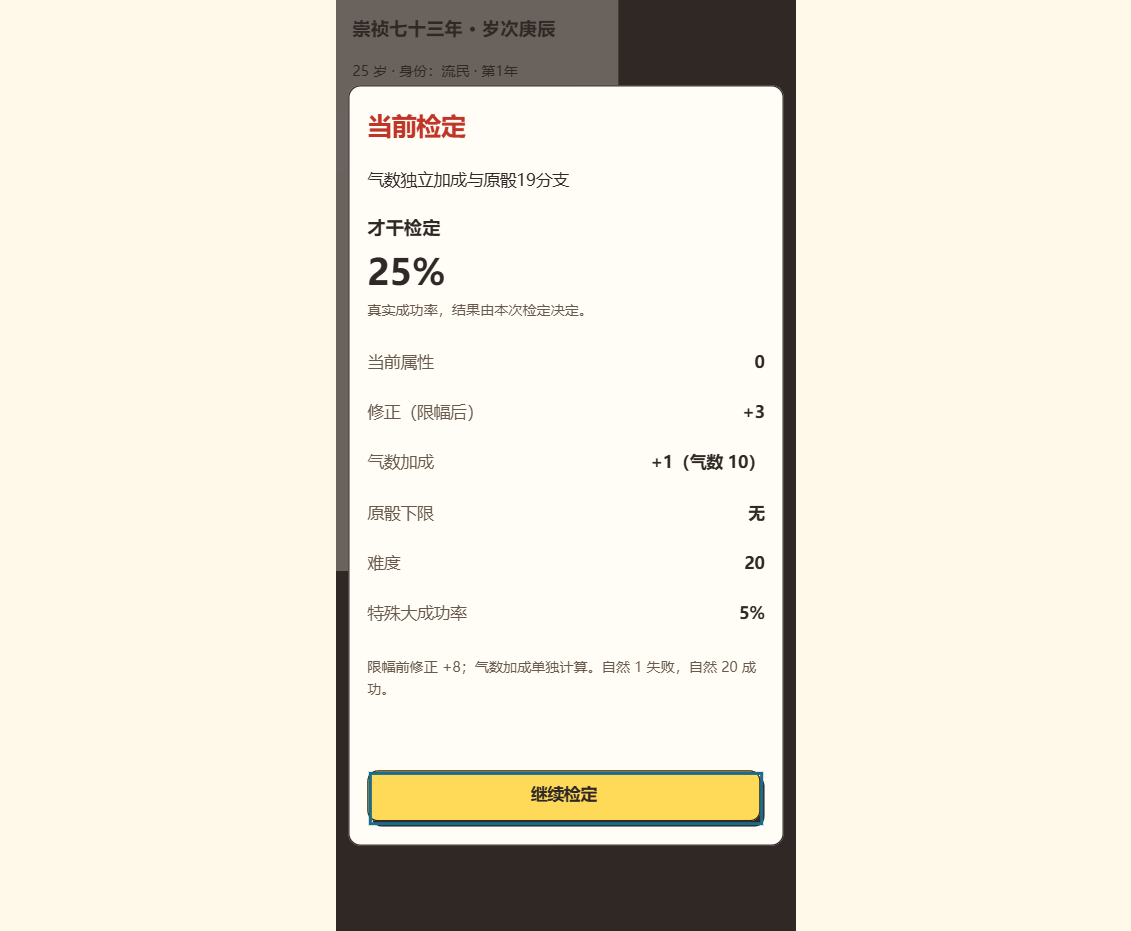 崇祯七十三年・岁次庚辰
25 岁 · 身份：流民 · 第1年
当前检定
气数独立加成与原骰19分支
才干检定
25%
真实成功率，结果由本次检定决定。
当前属性 0
修正（限幅后） +3
气数加成 +1（气数 10）
原骰下限 无
难度 20
特殊大成功率 5%
限幅前修正 +8；气数加成单独计算。自然 1 失败，自然 20 成
功。
继续检定